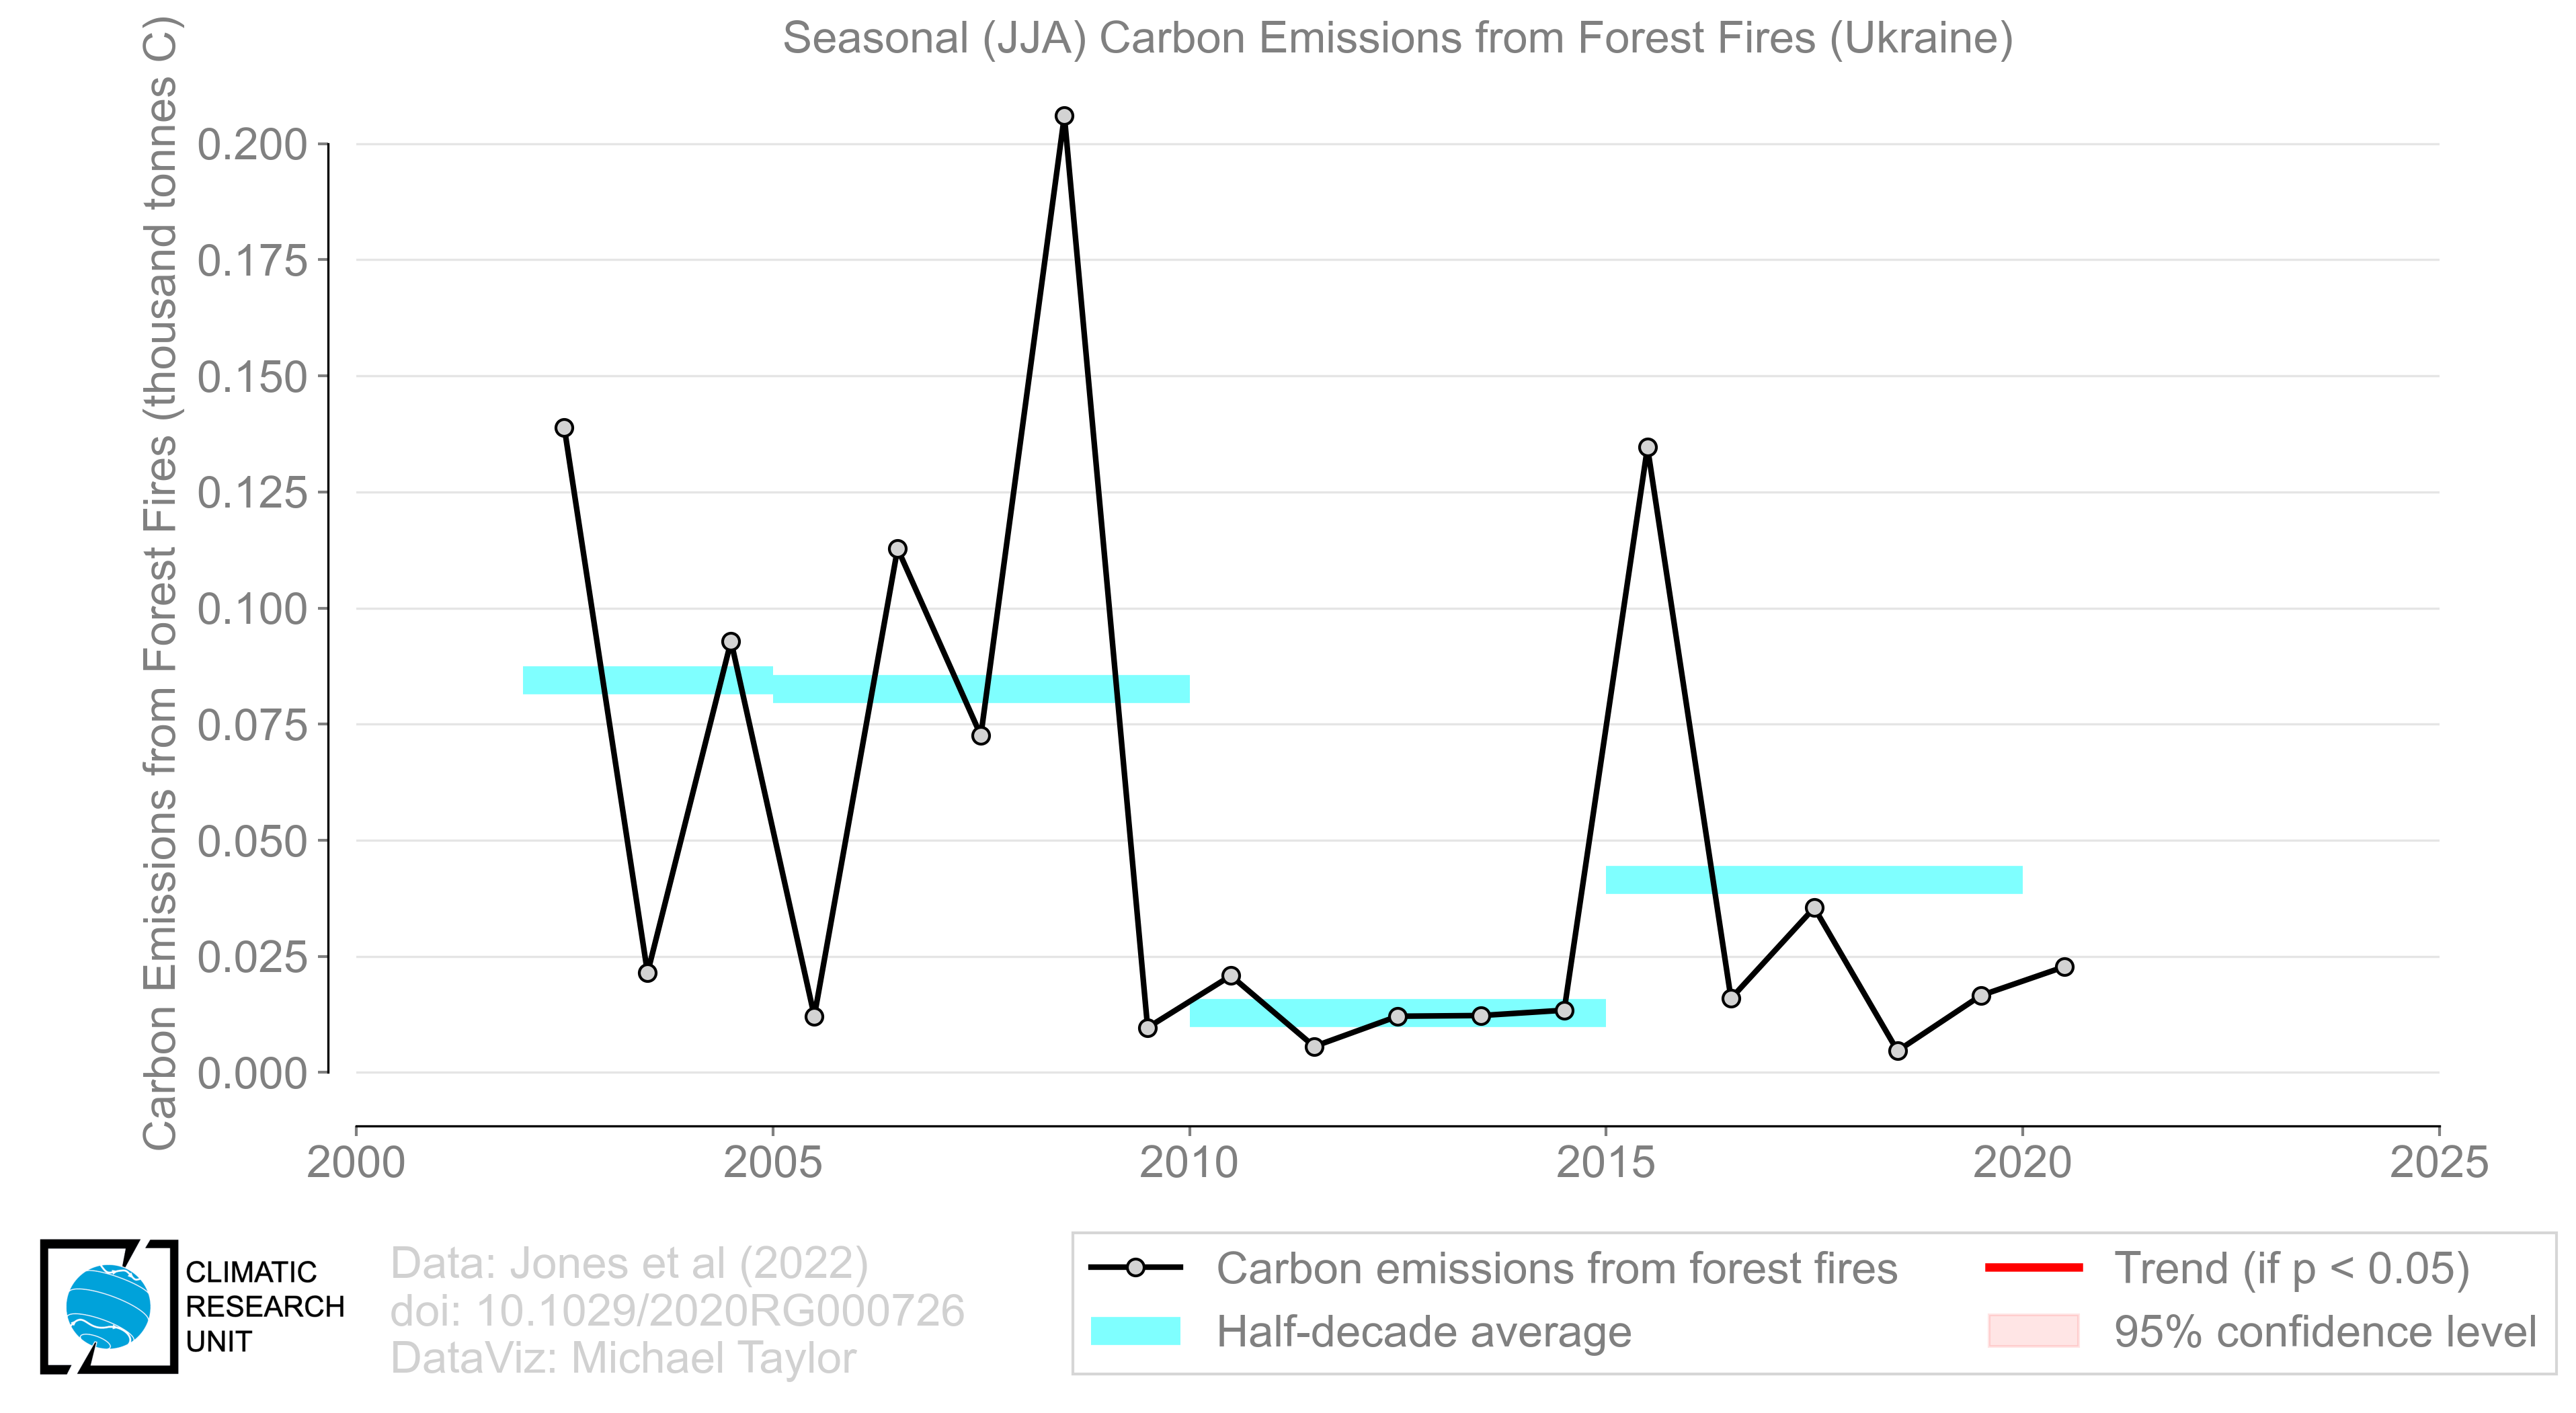 Seasonal (JJA) Carbon Emissions from Forest Fires (Ukraine)
Carbon Emissions from Forest Fires (thousand tonnes C)
0.200
0.175
0.150
0.125
0.100
0.075
0.050
0.025
0.000
2000 2005 2010 2015 2020 2025
CLIMATIC
RESEARCH
UNIT
Data: Jones et al (2022)
doi: 10.1029/2020RG000726
DataViz: Michael Taylor
Carbon emissions from forest fires
Half-decade average
Trend (if p < 0.05)
95% confidence level